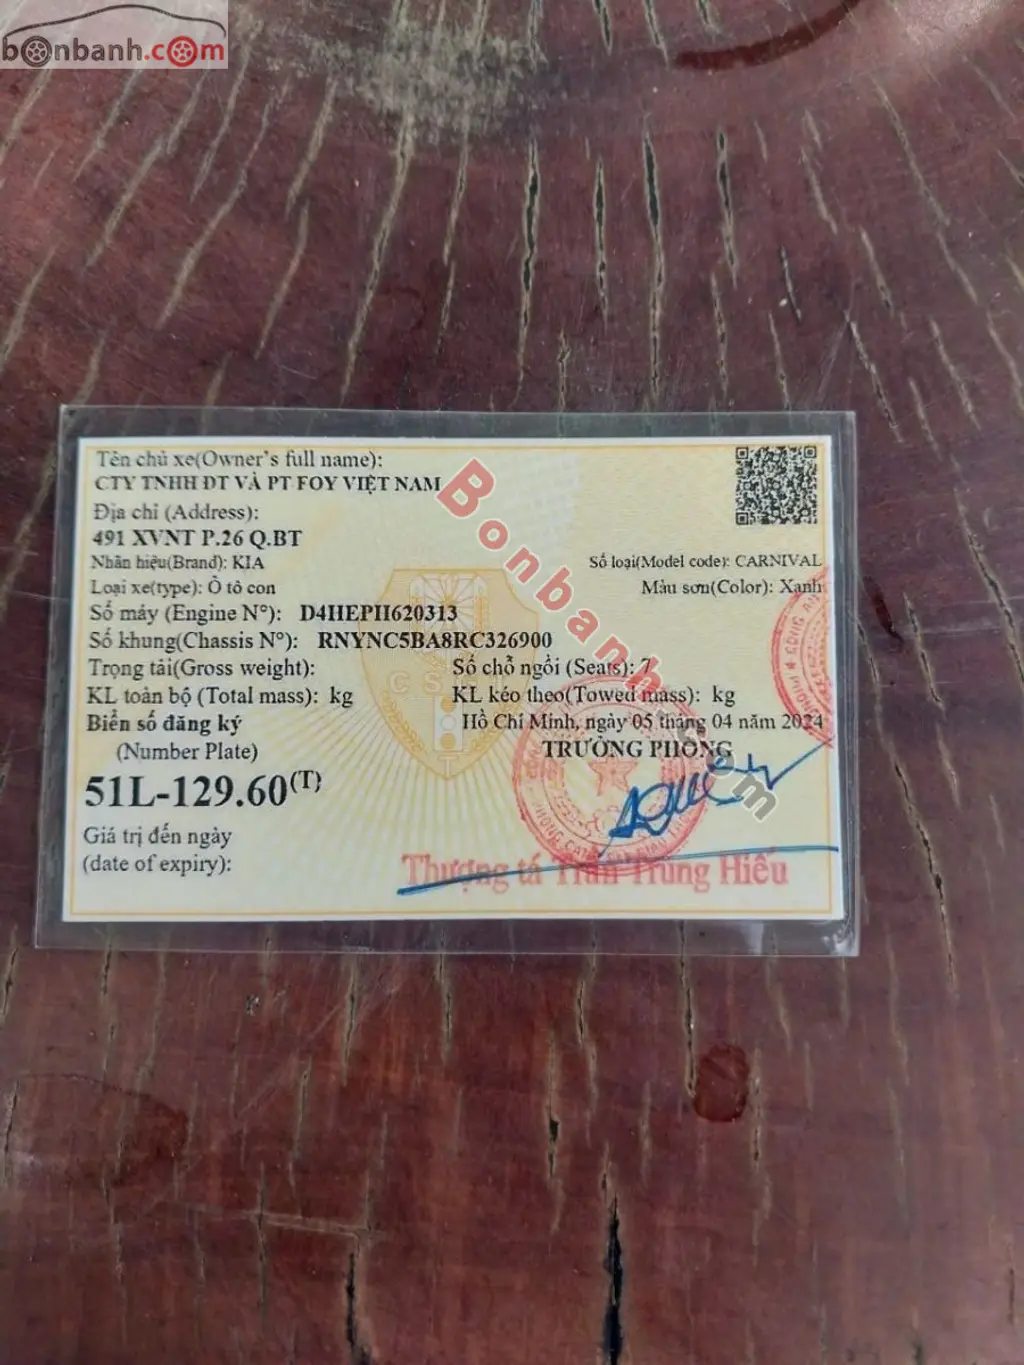 bonbanh.com
Tên chủ xe(Owner's full name):
CTY TNHH ĐT VÀ PT FOY VIỆT NAM
Địa chỉ (Address):
491 XVNT P.26 Q.BT
Nhãn hiệu(Brand): KIA
Số loại(Model code): CARNIVAL
Loại xe(type): Ô tô con
Màu sơn(Color): Xanh
Số máy (Engine N°): D4HEPH620313
Số khung(Chassis N°): RNYNC5BA8RC326900
Trọng tải(Gross weight):
Số chỗ ngồi (Seats): 7
KL toàn bộ (Total mass): kg
KL kéo theo(Towed mass): kg
Biển số đăng ký
Hồ Chí Minh, ngày 05 tháng 04 năm 2024
(Number Plate)
TRƯỞNG PHÒNG
51L-129.60(T)
Giá trị đến ngày
(date of expiry):
Thượng tá Trần Trung Hiếu
Bonbanh.com